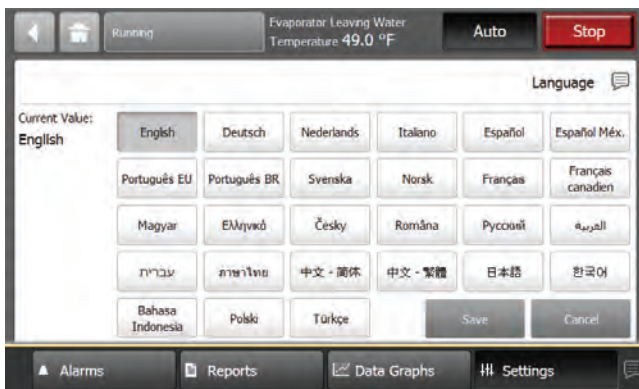 Running
Evaporator Leaving Water
Temperature 49.0 °F
Auto
Stop
Language
Current Value:
English
English
Deutsch
Nederlands
Italiano
Español
Español Méx.
Português EU
Português BR
Svenska
Norsk
Français
Français
canadien
Magyar
Ελληνικά
Česky
Româna
Русский
العربية
עברית
ภาษาไทย
中文 - 简体
中文 - 繁體
日本語
한국어
Bahasa
Indonesia
Polski
Türkçe
Save
Cancel
Alarms
Reports
Data Graphs
Settings